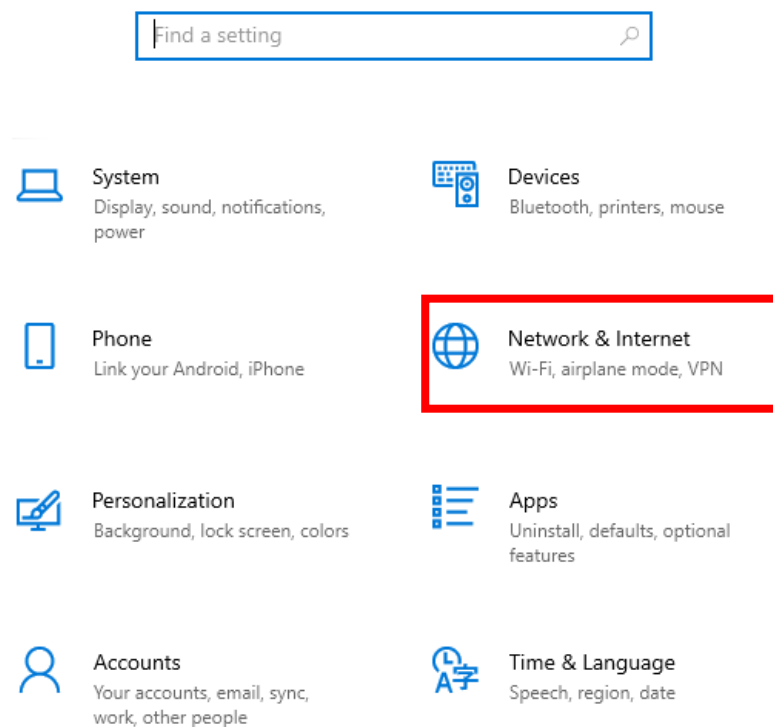 Find a setting
System
Display, sound, notifications,
power
Devices
Bluetooth, printers, mouse
Phone
Link your Android, iPhone
Network & Internet
Wi-Fi, airplane mode, VPN
Personalization
Background, lock screen, colors
Apps
Uninstall, defaults, optional
features
Accounts
Your accounts, email, sync,
work, other people
Time & Language
Speech, region, date